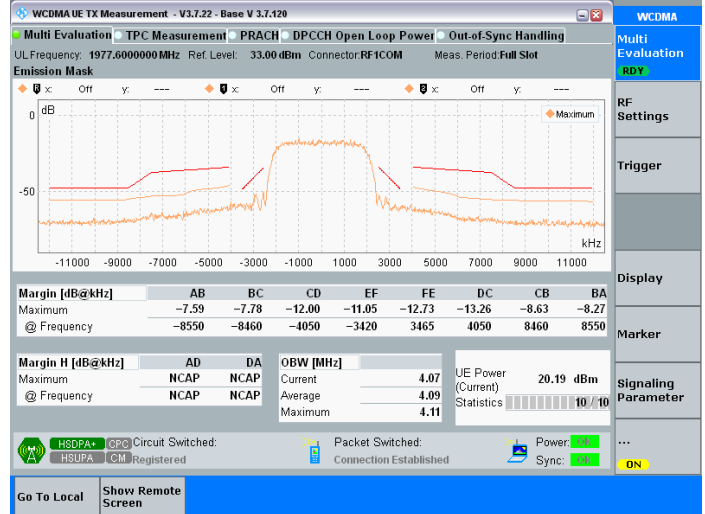 WCDMA UE TX Measurement - V3.7.22 - Base V 3.7.120
WCDMA
Multi Evaluation TPC Measurement PRACH DPCCH Open Loop Power Out-of-Sync Handling
UL Frequency: 1977.6000000 MHz Ref. Level: 33.00 dBm Connector: RF1COM Meas. Period: Full Slot
Emission Mask
x: Off y: --- x: Off y: --- x: Off y: ---
dB
Maximum
0
-50
kHz
-11000 -9000 -7000 -5000 -3000 -1000 1000 3000 5000 7000 9000 11000
Margin [dB@kHz] AB BC CD EF FE DC CB BA
Maximum -7.59 -7.78 -12.00 -11.05 -12.73 -13.26 -8.63 -8.27
@ Frequency -8550 -8460 -4050 -3420 3465 4050 8460 8550
Margin H [dB@kHz] AD DA
Maximum NCAP NCAP
@ Frequency NCAP NCAP
OBW [MHz]
Current 4.07
Average 4.09
Maximum 4.11
UE Power (Current) 20.19 dBm
Statistics 10 / 10
HSDPA+ CPC Circuit Switched:
HSUPA CM Registered
Packet Switched:
Connection Established
Power:
Sync:
Multi Evaluation
RDY
RF Settings
Trigger
Display
Marker
Signaling Parameter
...
ON
Go To Local
Show Remote Screen